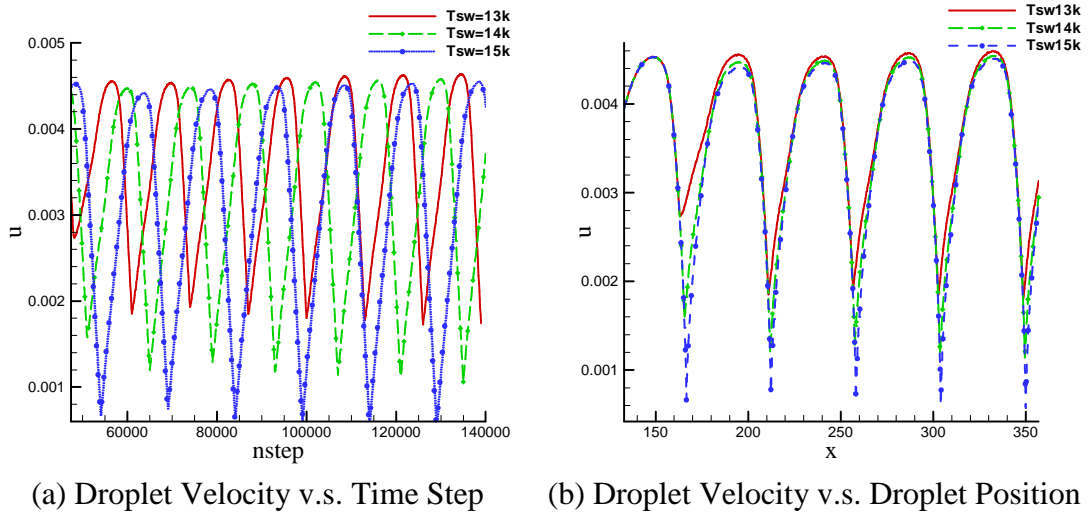 Tsw=13k
Tsw=14k
Tsw=15k
0.005
0.004
0.003
0.002
0.001
u
60000 80000 100000 120000 140000
nstep
(a) Droplet Velocity v.s. Time Step
Tsw13k
Tsw14k
Tsw15k
0.004
0.003
0.002
0.001
u
150 200 250 300 350
x
(b) Droplet Velocity v.s. Droplet Position